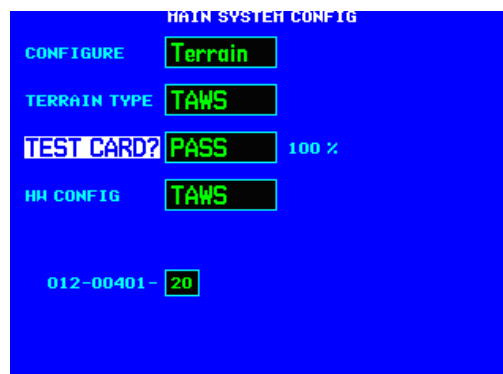 MAIN SYSTEM CONFIG
CONFIGURE Terrain
TERRAIN TYPE TAWS
TEST CARD? PASS 100 %
HW CONFIG TAWS
012-00401- 20